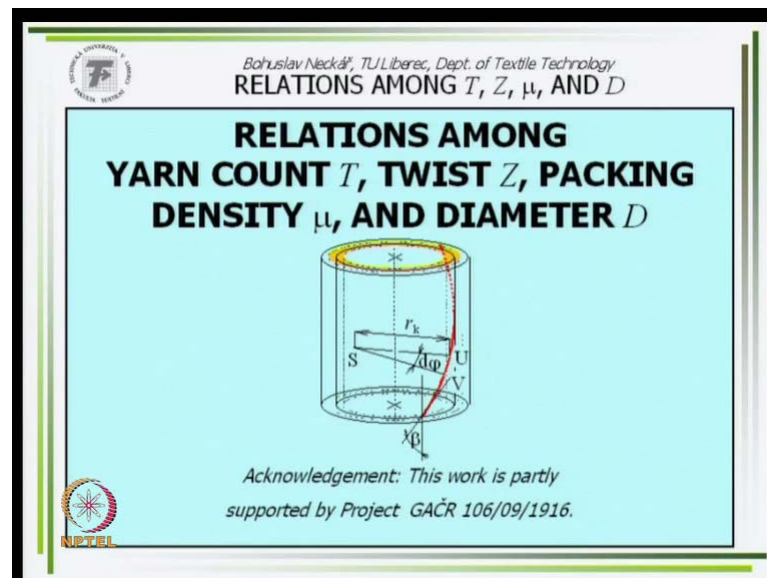 Bohuslav Neckář, TU Liberec, Dept. of Textile Technology
RELATIONS AMONG T, Z, μ, AND D
RELATIONS AMONG
YARN COUNT T, TWIST Z, PACKING
DENSITY μ, AND DIAMETER D
r_k
S
dφ
U
V
β
Acknowledgement: This work is partly
supported by Project GAČR 106/09/1916.
NPTEL